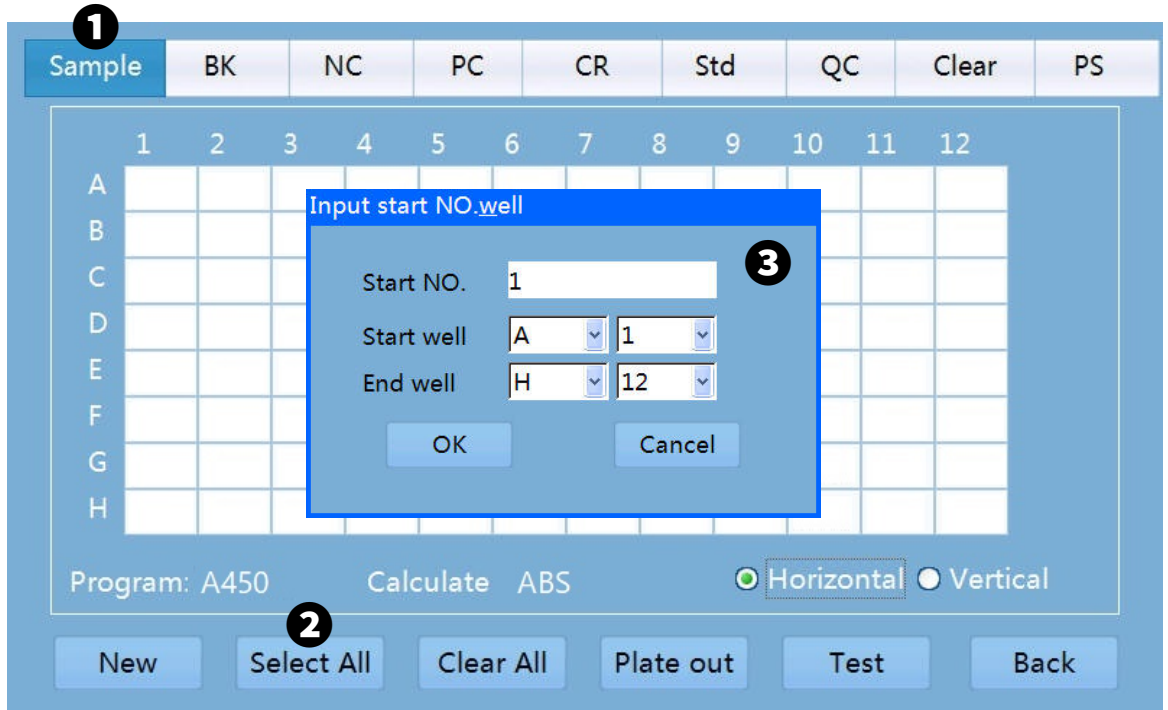 1
Sample BK NC PC CR Std QC Clear PS
1 2 3 4 5 6 7 8 9 10 11 12
A
B
C
D
E
F
G
H
Input start NO.well
3
Start NO. 1
Start well A 1
End well H 12
OK Cancel
Program: A450 Calculate ABS Horizontal Vertical
2
New Select All Clear All Plate out Test Back